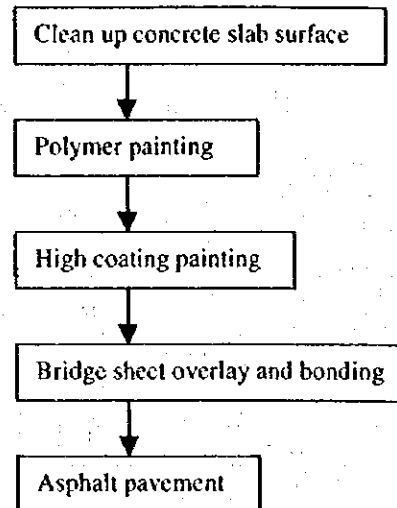 Clean up concrete slab surface
Polymer painting
High coating painting
Bridge sheet overlay and bonding
Asphalt pavement